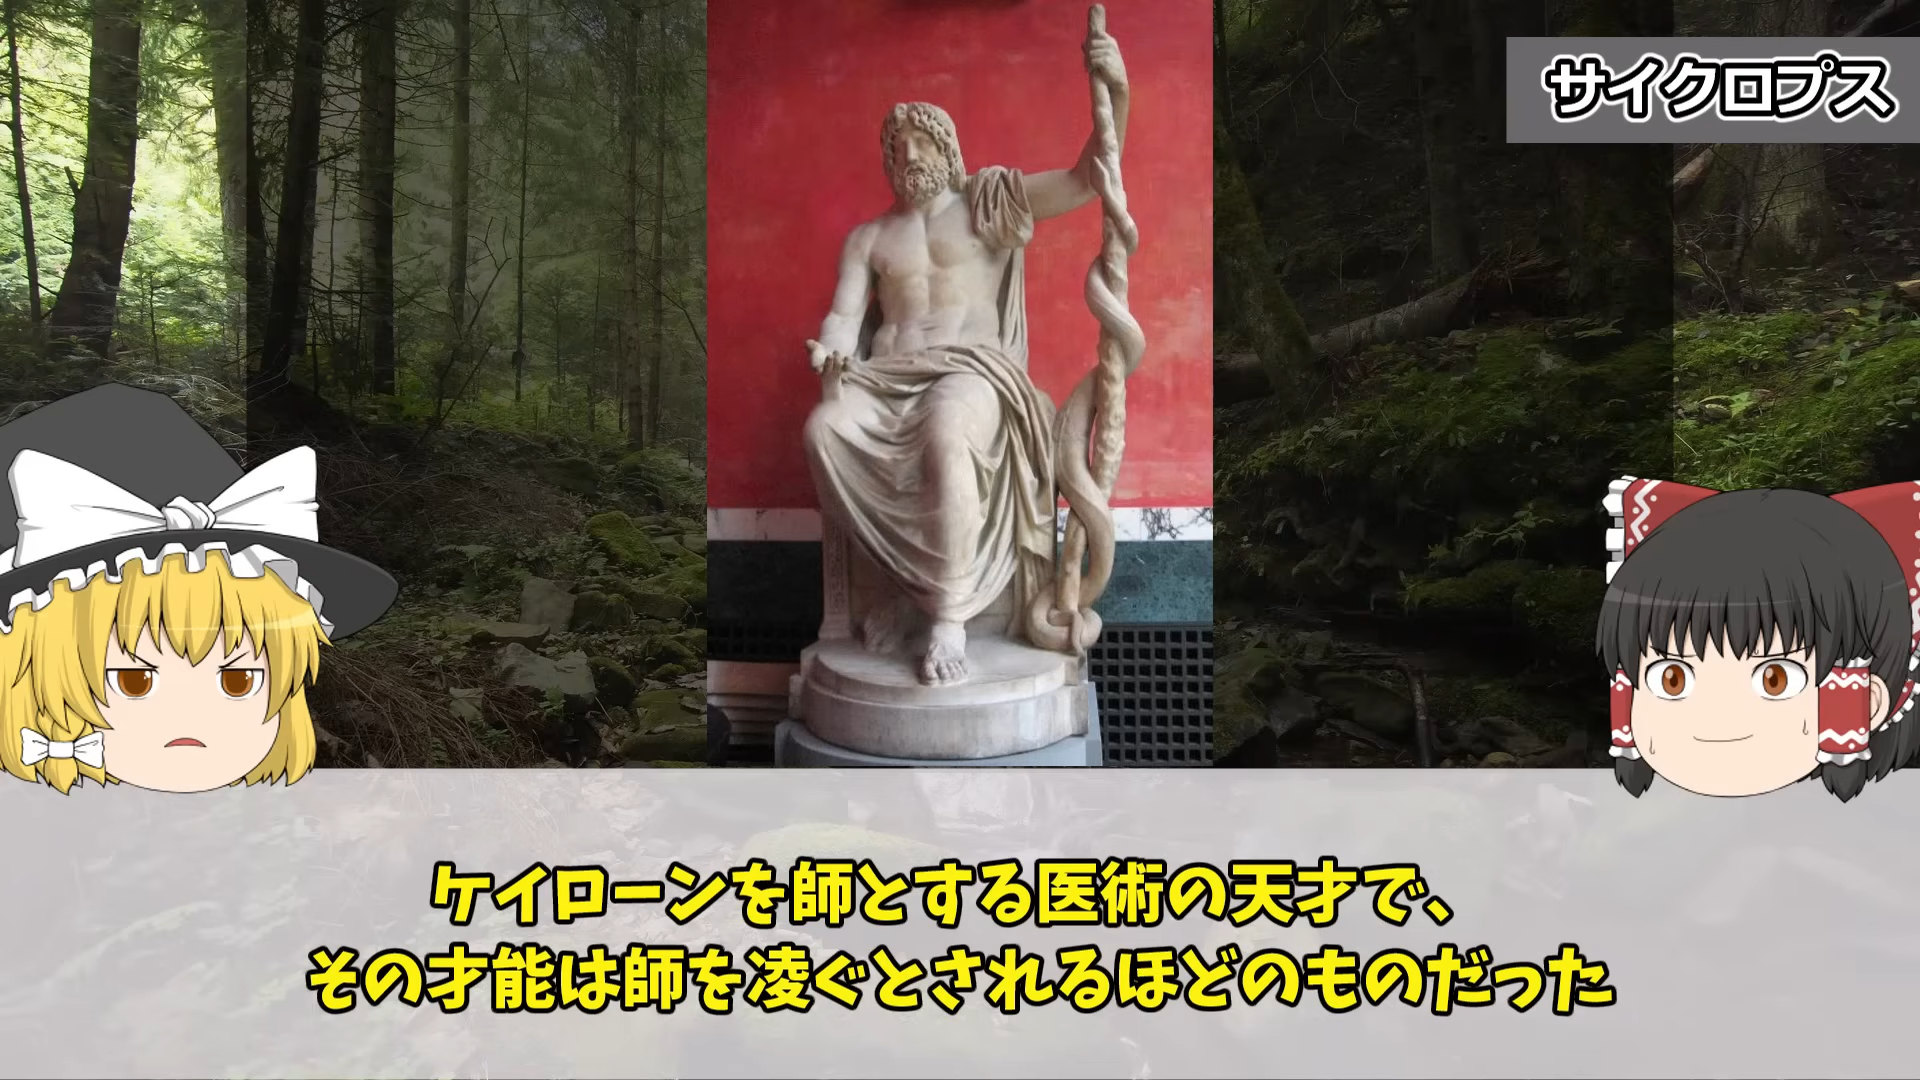 サイクロプス
ケイローンを師とする医術の天才で、
その才能は師を凌ぐとされるほどのものだった